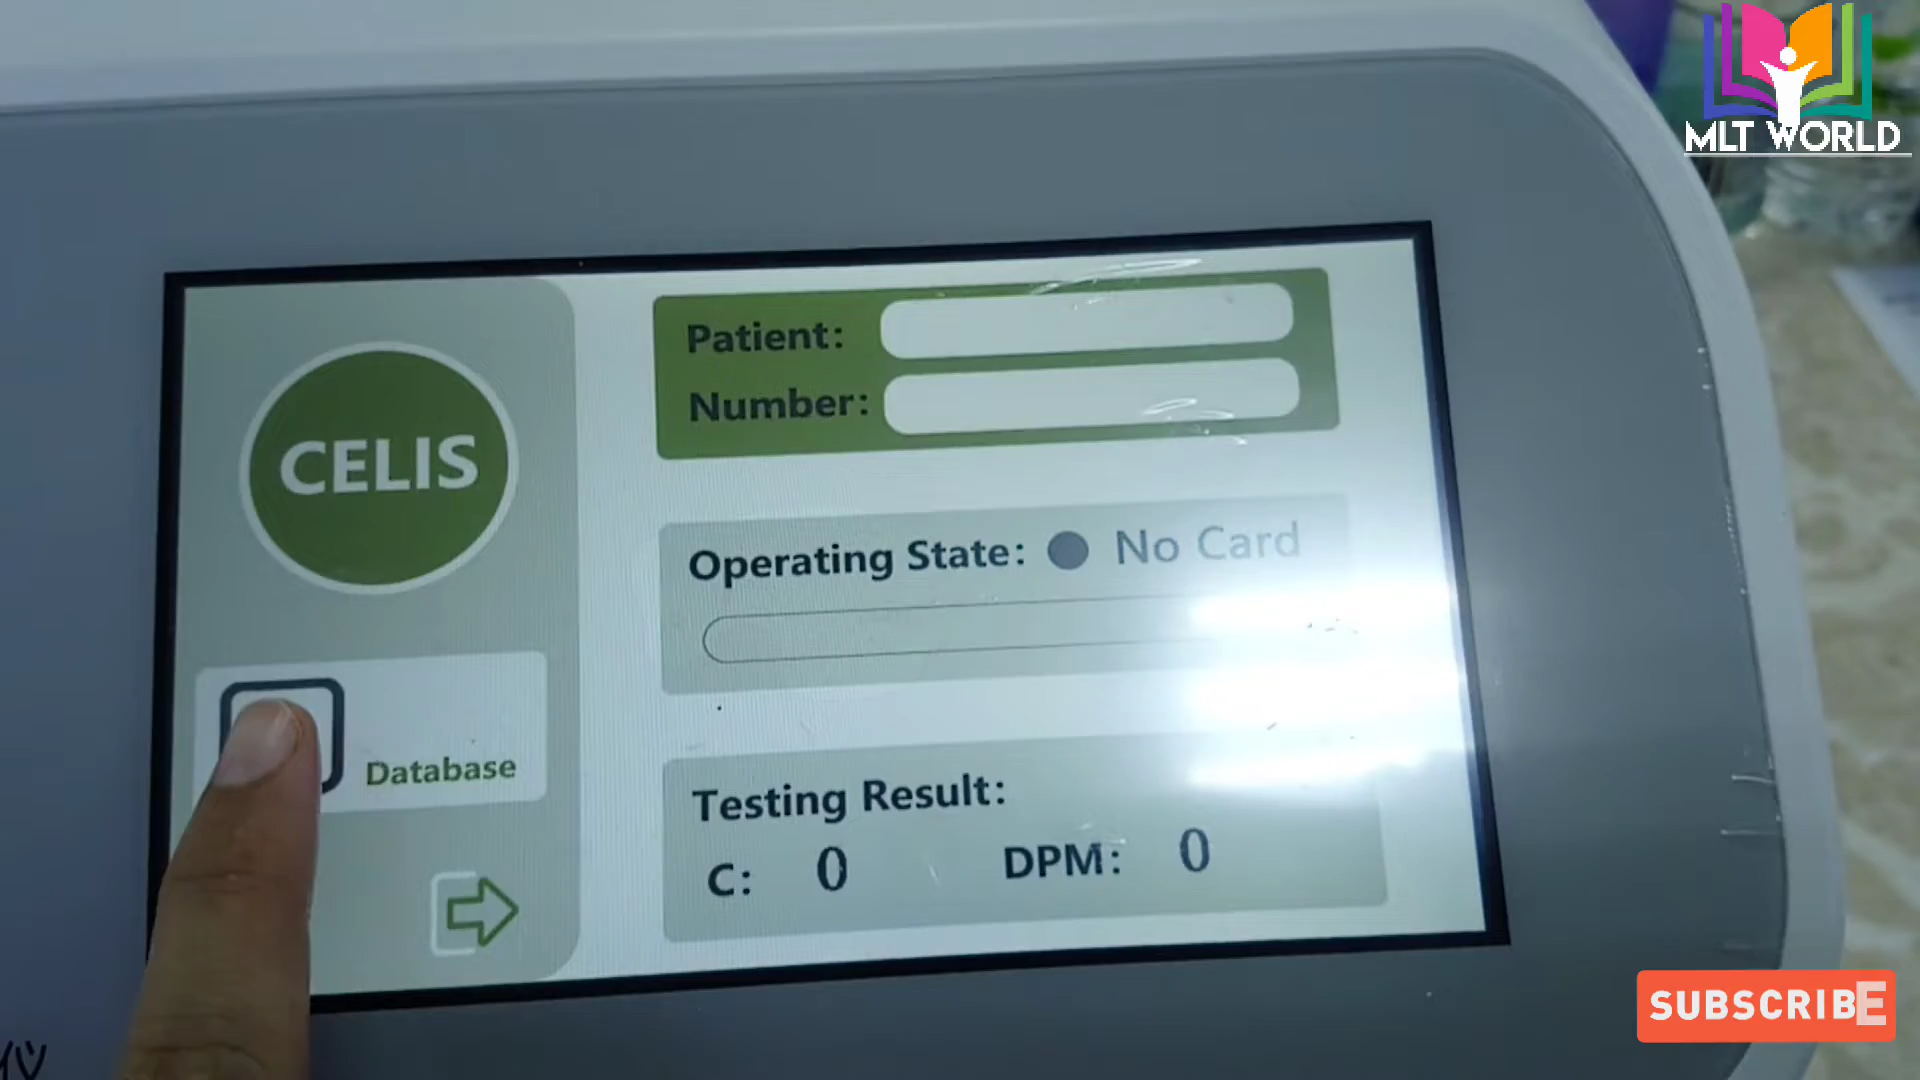 MLT WORLD
Patient:
Number:
CELIS
Operating State: No Card
Database
Testing Result:
C: 0 DPM: 0
SUBSCRIBE